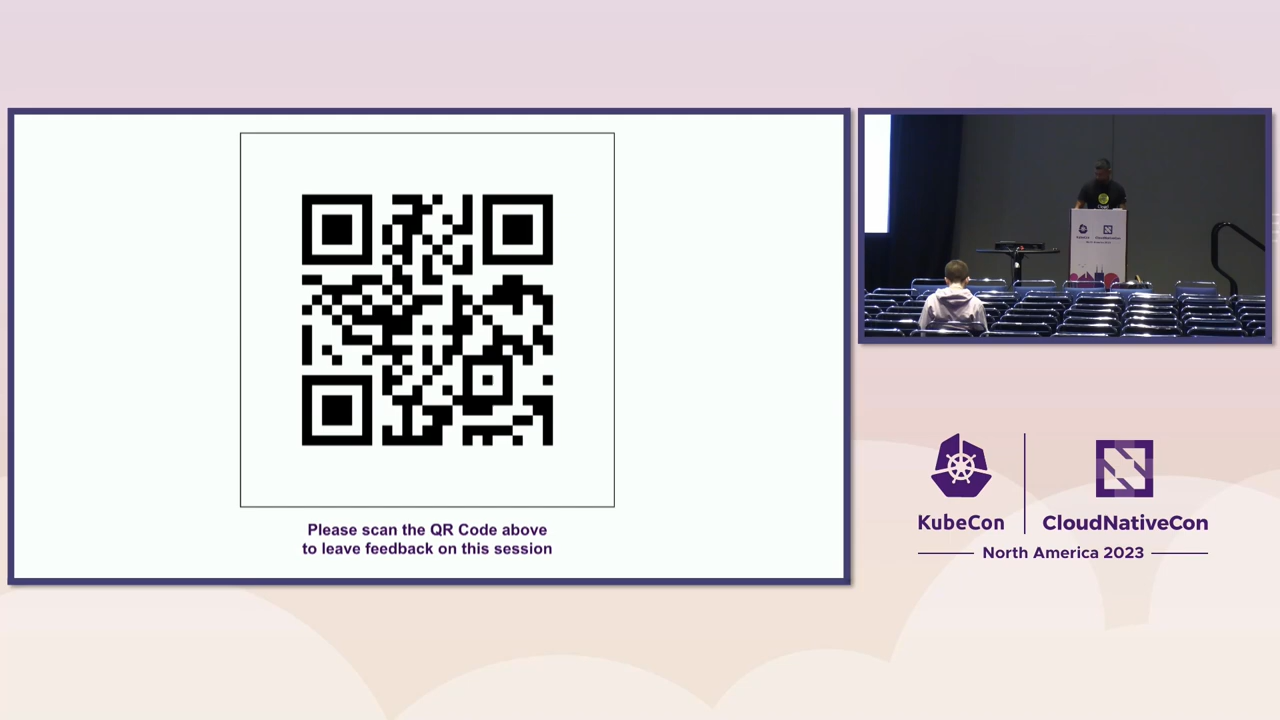 Please scan the QR Code above
to leave feedback on this session
KubeCon
CloudNativeCon
North America 2023